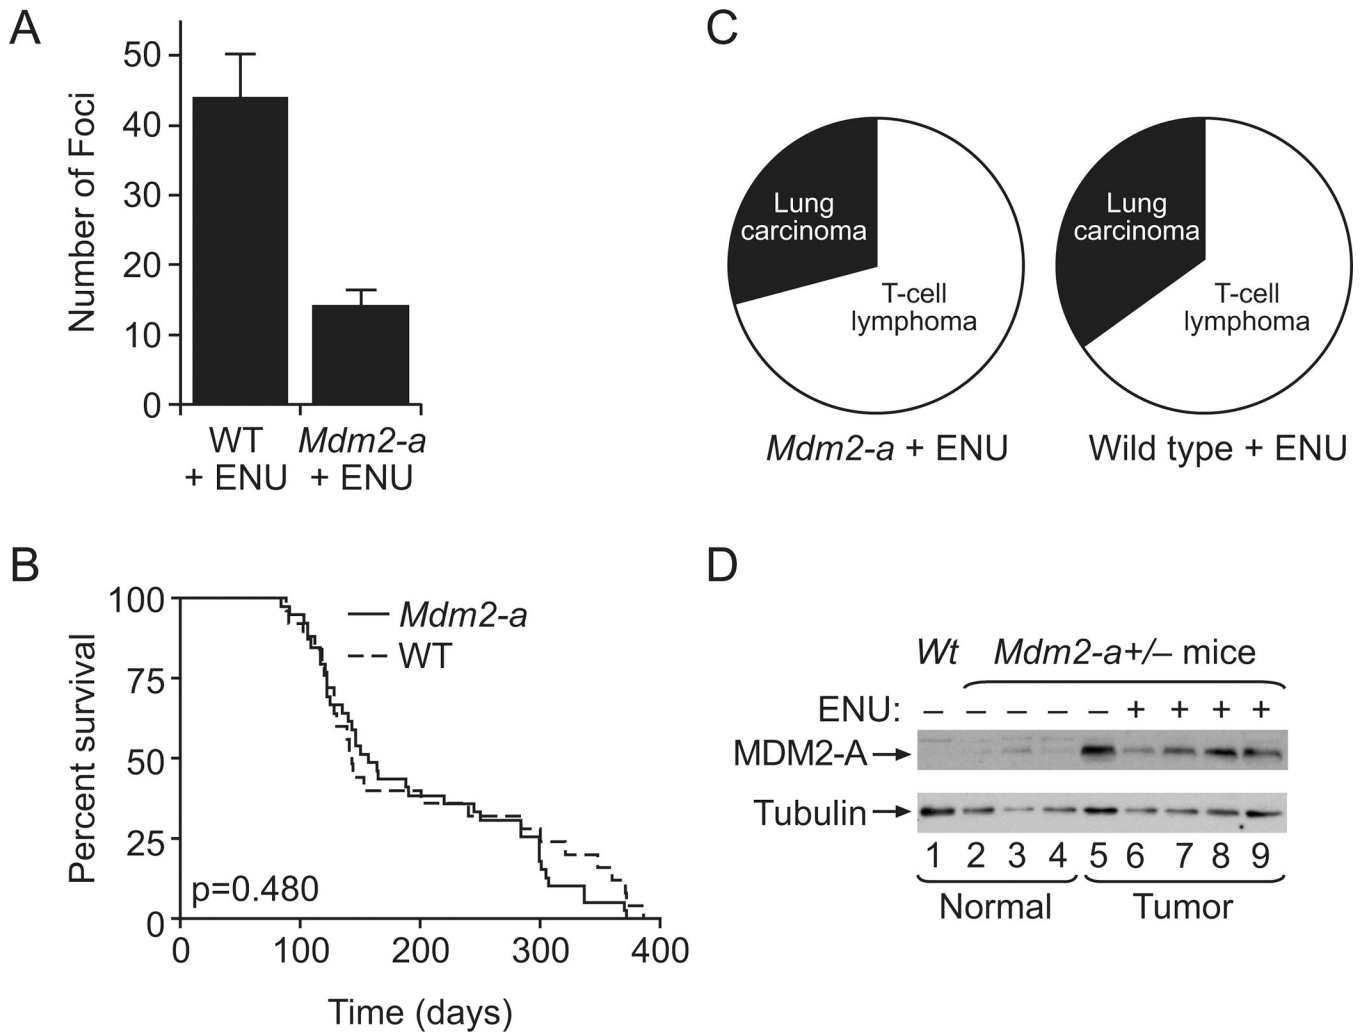 A
Number of Foci
50
40
30
20
10
0
WT
+ ENU
Mdm2-a
+ ENU
C
Lung
carcinoma
T-cell
lymphoma
Mdm2-a + ENU
Lung
carcinoma
T-cell
lymphoma
Wild type + ENU
B
Percent survival
100
75
50
25
0
Mdm2-a
WT
p=0.480
0 100 200 300 400
Time (days)
D
Wt Mdm2-a+/– mice
ENU: – – – – – + + + +
MDM2-A
Tubulin
1 2 3 4 5 6 7 8 9
Normal Tumor